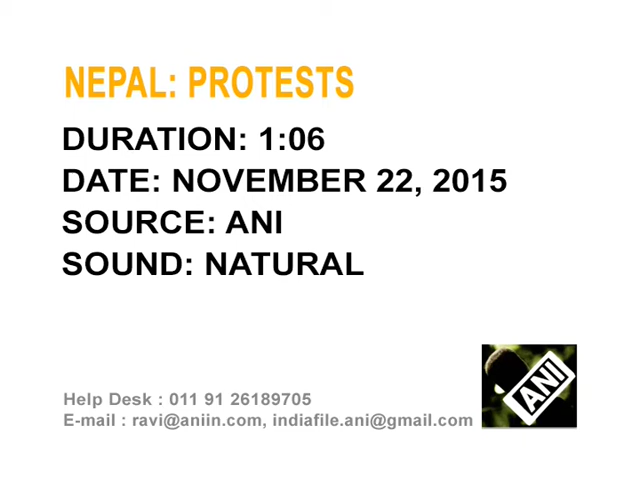 NEPAL: PROTESTS
DURATION: 1:06
DATE: NOVEMBER 22, 2015
SOURCE: ANI
SOUND: NATURAL
Help Desk : 011 91 26189705
E-mail : ravi@aniin.com, indiafile.ani@gmail.com
ANI